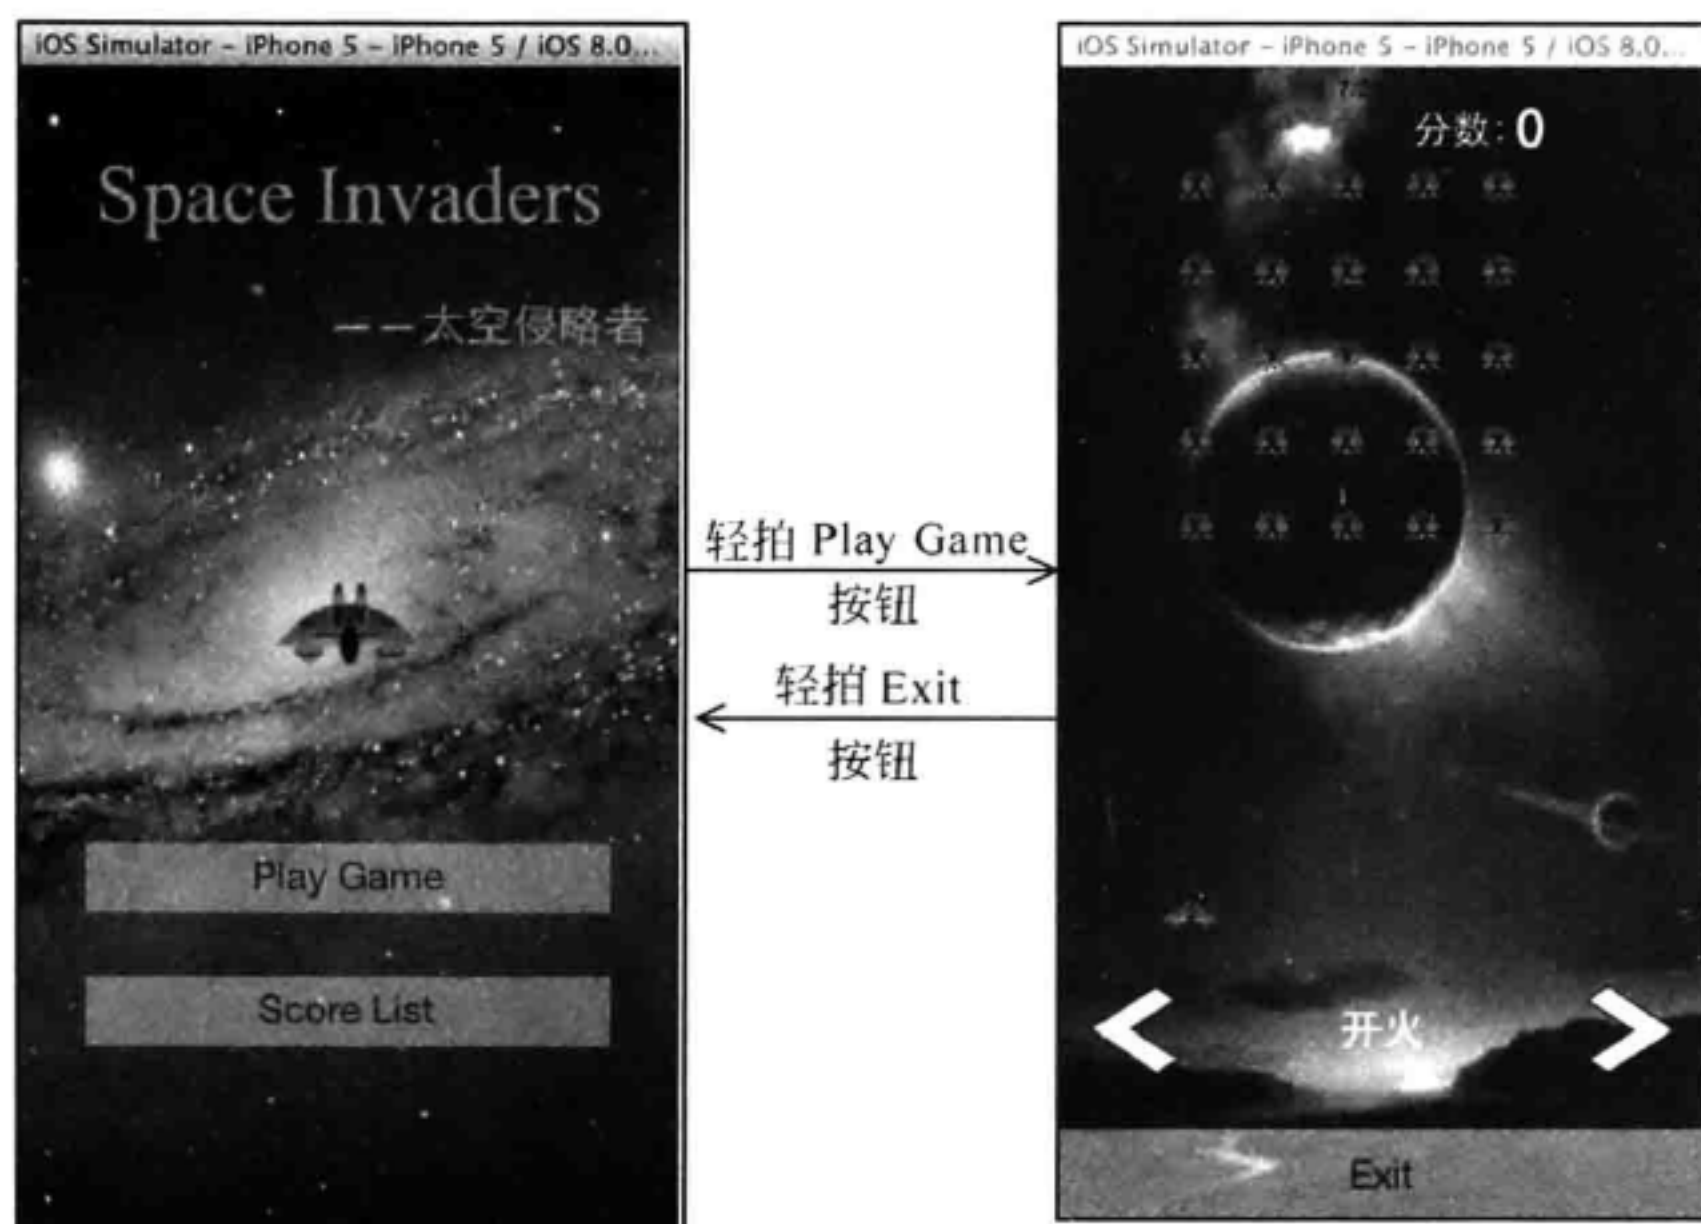 iOS Simulator - iPhone 5 - iPhone 5 / iOS 8.0...
Space Invaders
——太空侵略者
Play Game
Score List
轻拍 Play Game
按钮
轻拍 Exit
按钮
iOS Simulator - iPhone 5 - iPhone 5 / iOS 8.0...
分数: 0
开火
Exit